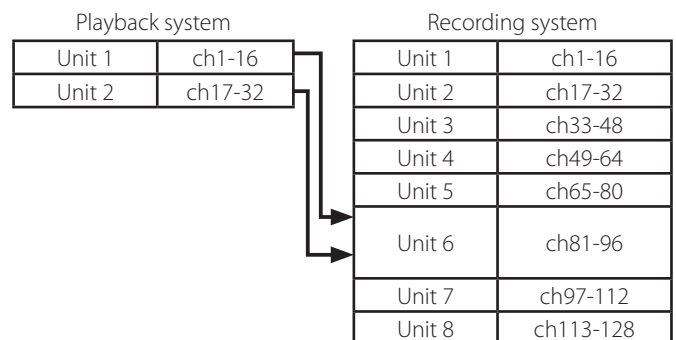 Playback system
Unit 1 ch1-16
Unit 2 ch17-32
Recording system
Unit 1 ch1-16
Unit 2 ch17-32
Unit 3 ch33-48
Unit 4 ch49-64
Unit 5 ch65-80
Unit 6 ch81-96
Unit 7 ch97-112
Unit 8 ch113-128